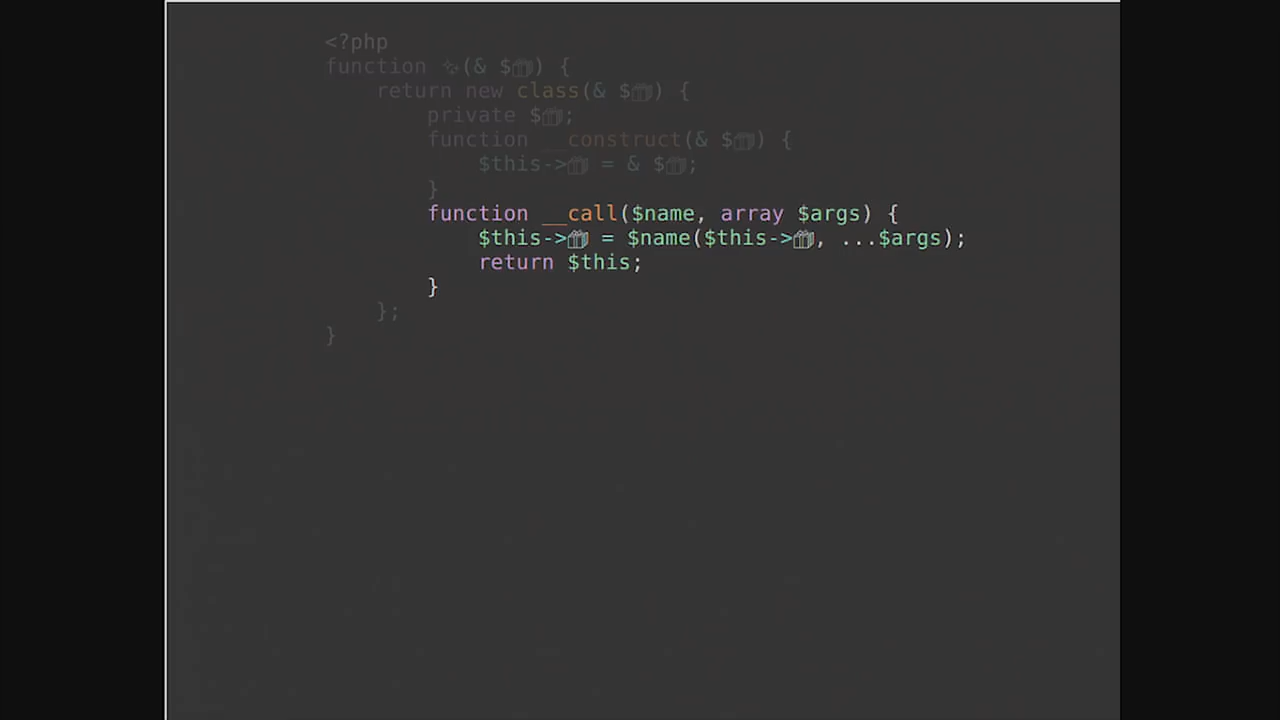 <?php
function ✨(& $🛍) {
return new class(& $🛍) {
private $🛍;
function __construct(& $🛍) {
$this->🛍 = & $🛍;
}
function __call($name, array $args) {
$this->🛍 = $name($this->🛍, ...$args);
return $this;
}
};
}